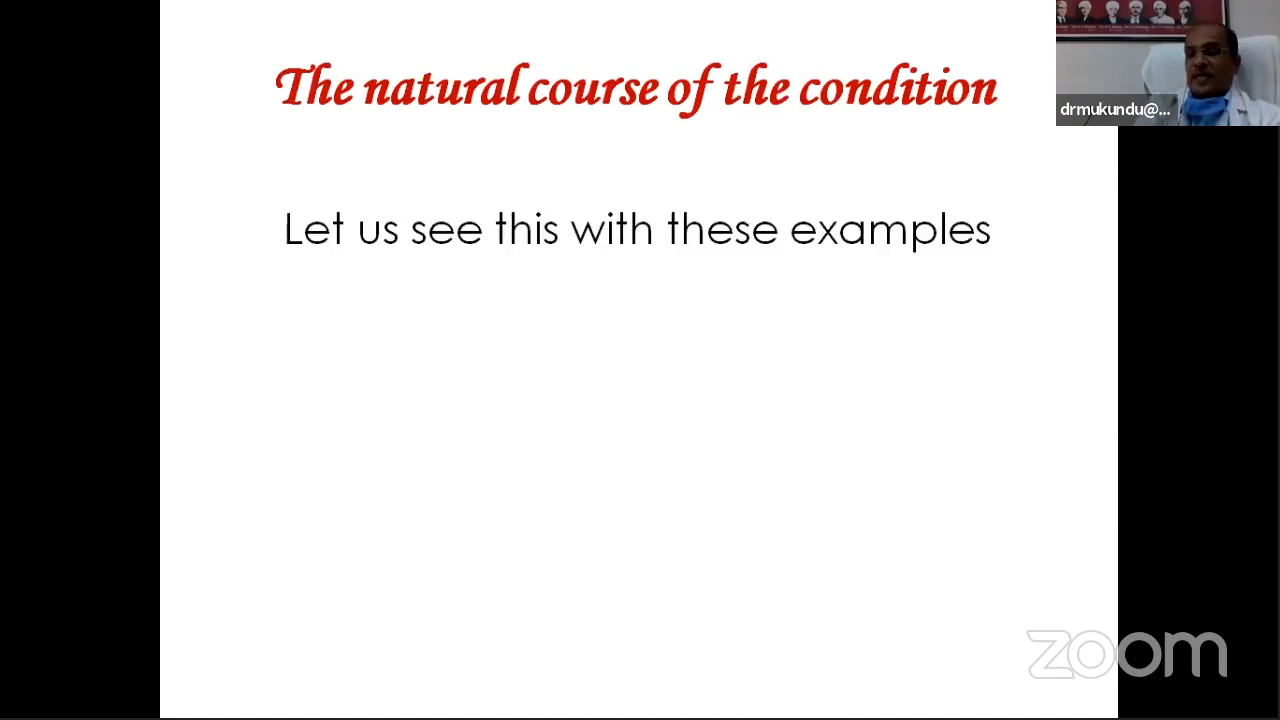 The natural course of the condition
drmukundu@...
Let us see this with these examples
zoom